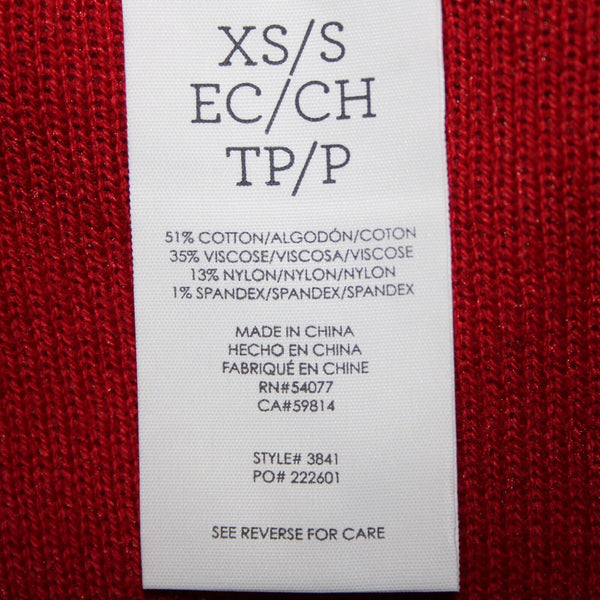 XS/S
EC/CH
TP/P
51% COTTON/ALGODÓN/COTON
35% VISCOSE/VISCOSA/VISCOSE
13% NYLON/NYLON/NYLON
1% SPANDEX/SPANDEX/SPANDEX
MADE IN CHINA
HECHO EN CHINA
FABRIQUÉ EN CHINE
RN#54077
CA#59814
STYLE# 3841
PO# 222601
SEE REVERSE FOR CARE